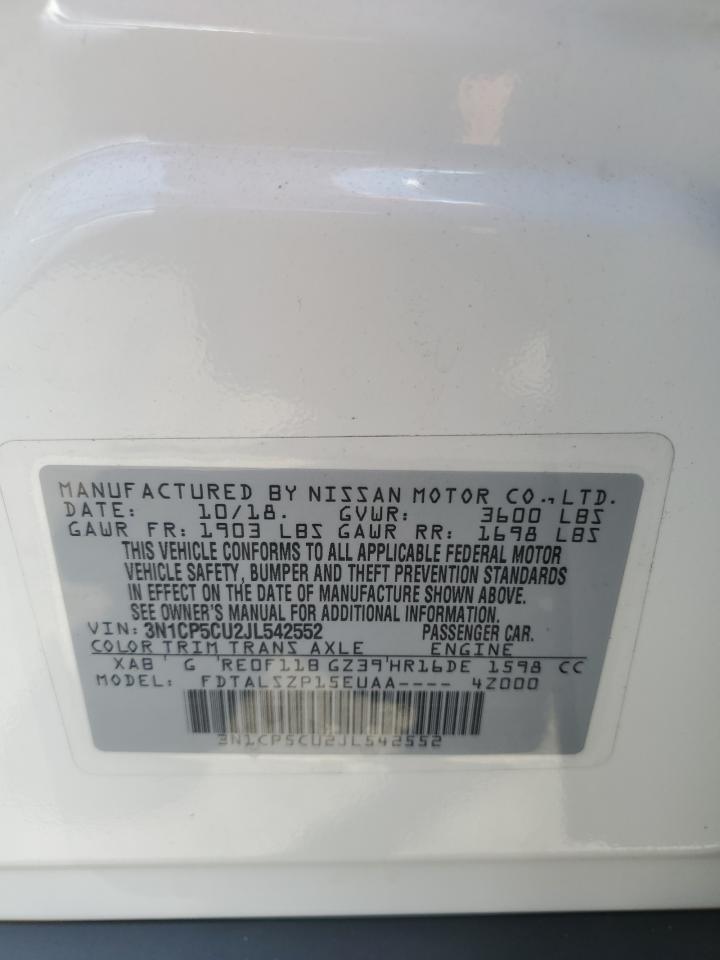 MANUFACTURED BY NISSAN MOTOR CO., LTD.
DATE: 10/18. GVWR: 3600 LBS
GAWR FR: 1903 LBS GAWR RR: 1698 LBS
THIS VEHICLE CONFORMS TO ALL APPLICABLE FEDERAL MOTOR
VEHICLE SAFETY, BUMPER AND THEFT PREVENTION STANDARDS
IN EFFECT ON THE DATE OF MANUFACTURE SHOWN ABOVE.
SEE OWNER'S MANUAL FOR ADDITIONAL INFORMATION.
VIN: 3N1CP5CU2JL542552 PASSENGER CAR.
COLOR TRIM TRANS AXLE ENGINE
XAB G RE0F11B GZ39 HR16DE 1598 CC
MODEL: FDTALSZP15EUAA---- 4Z000
3N1CP5CU2JL542552